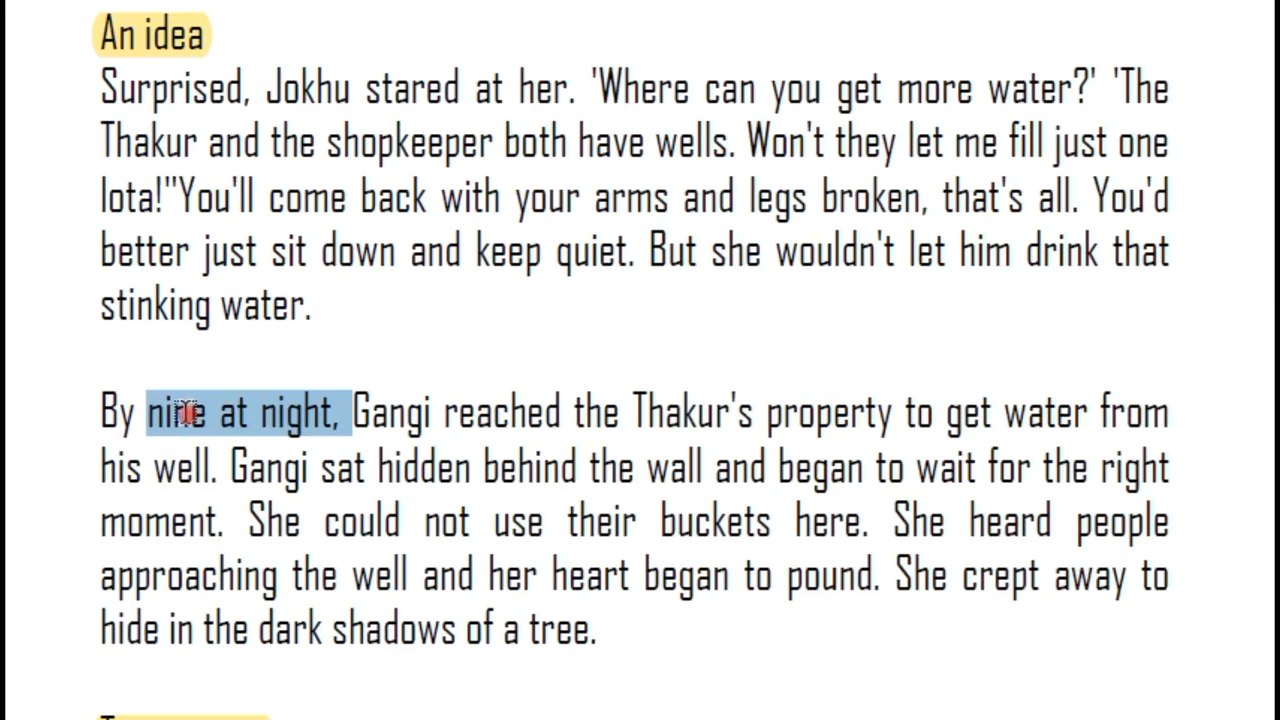 An idea
Surprised, Jokhu stared at her. 'Where can you get more water?' 'The
Thakur and the shopkeeper both have wells. Won't they let me fill just one
lota!"You'll come back with your arms and legs broken, that's all. You'd
better just sit down and keep quiet. But she wouldn't let him drink that
stinking water.
By nine at night, Gangi reached the Thakur's property to get water from
his well. Gangi sat hidden behind the wall and began to wait for the right
moment. She could not use their buckets here. She heard people
approaching the well and her heart began to pound. She crept away to
hide in the dark shadows of a tree.